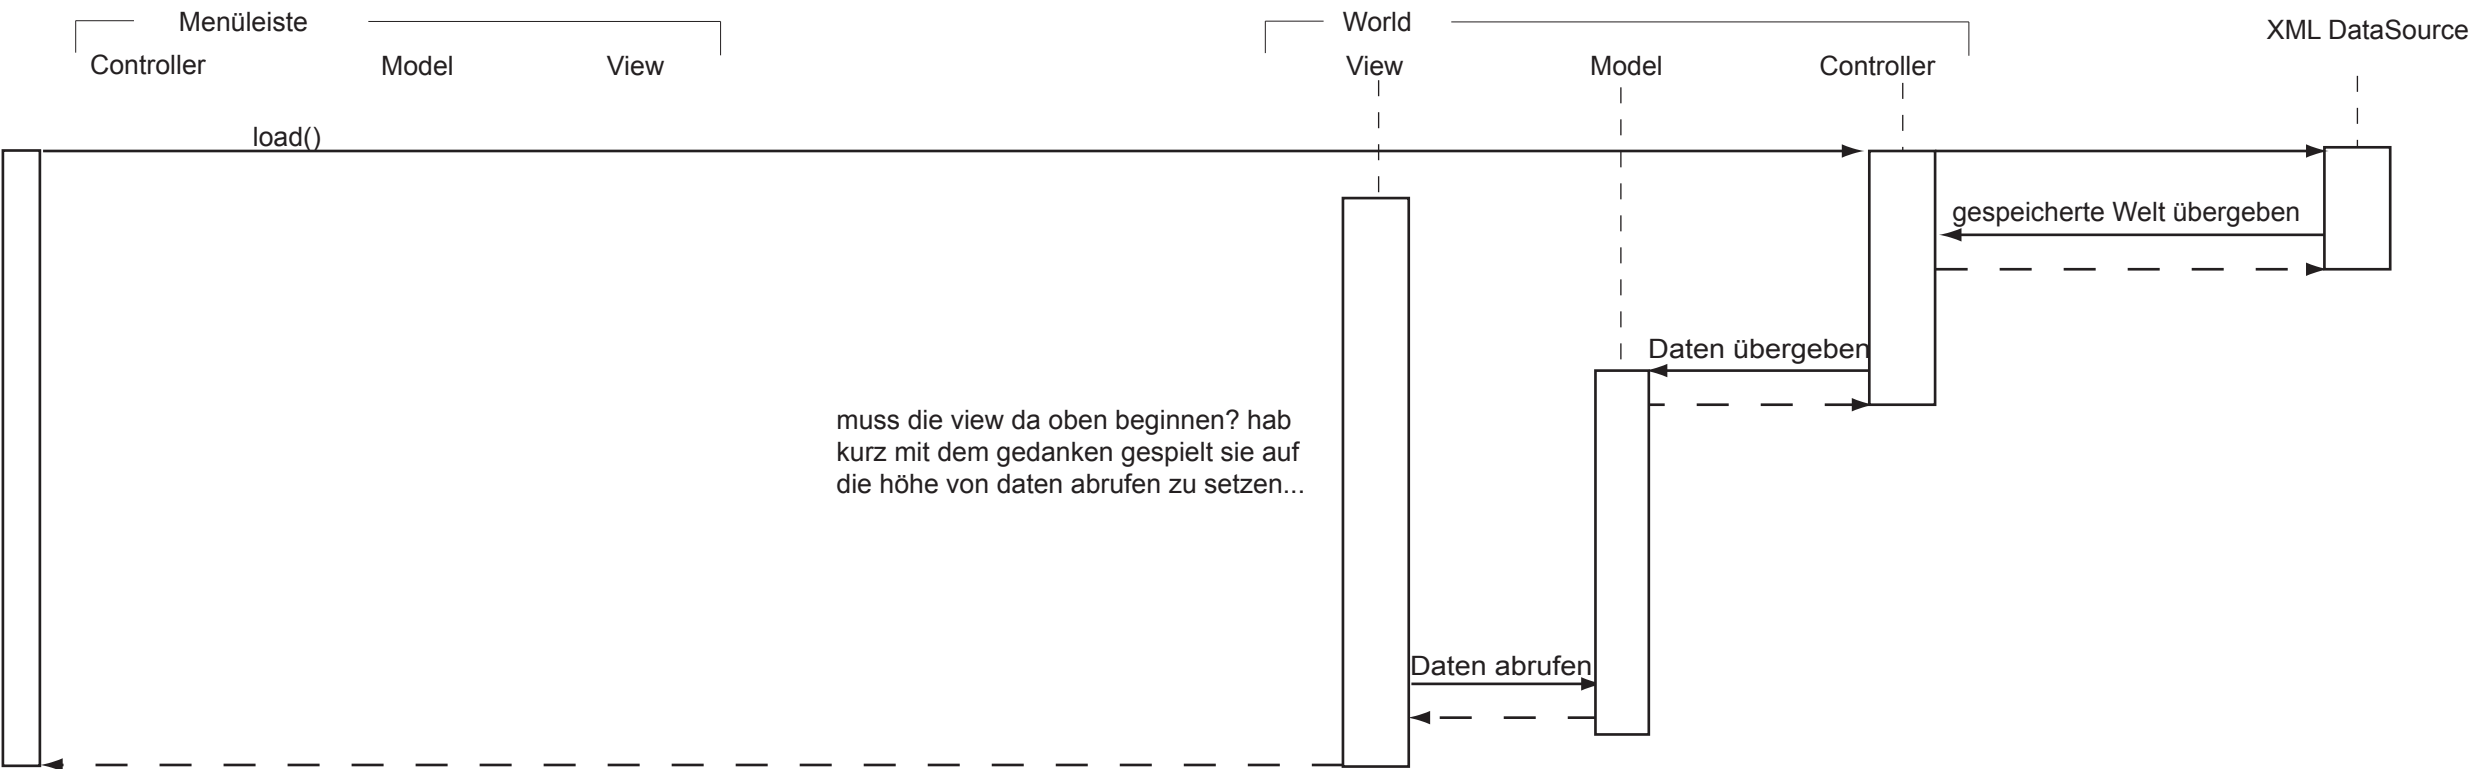 Menüleiste
World
XML DataSource
Controller
Model
View
View
Model
Controller
load()
gespeicherte Welt übergeben
Daten übergeben
muss die view da oben beginnen? hab
kurz mit dem gedanken gespielt sie auf
die höhe von daten abrufen zu setzen...
Daten abrufen